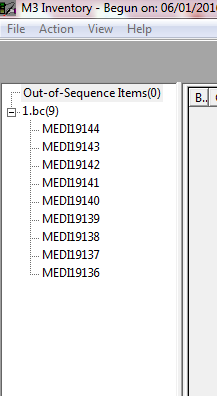 M3 Inventory - Begun on: 06/01/201
File Action View Help
Out-of-Sequence Items(0)
B..
1.bc(9)
MEDI19144
MEDI19143
MEDI19142
MEDI19141
MEDI19140
MEDI19139
MEDI19138
MEDI19137
MEDI19136